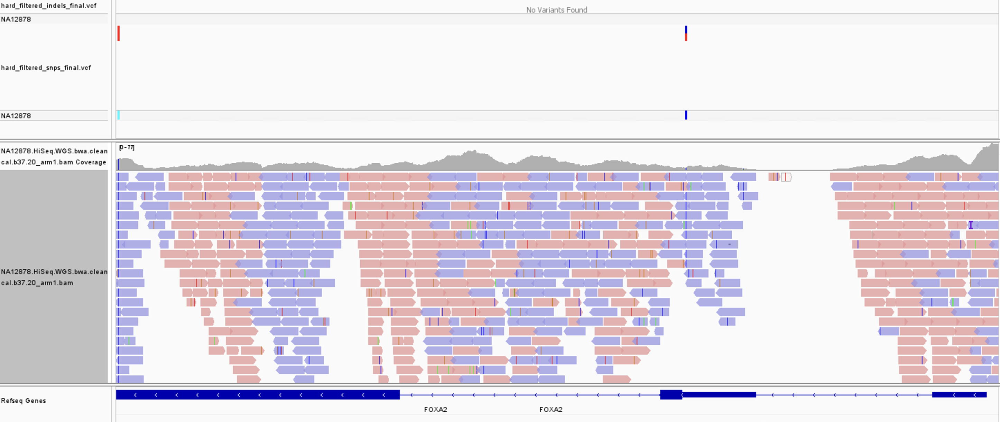 hard_filtered_indels_final.vcf
No Variants Found
NA12878
hard_filtered_snps_final.vcf
NA12878
[0 - 77]
NA12878.HiSeq.WGS.bwa.clean
cal.b37.20_arm1.bam Coverage
NA12878.HiSeq.WGS.bwa.clean
cal.b37.20_arm1.bam
Refseq Genes
FOXA2 FOXA2